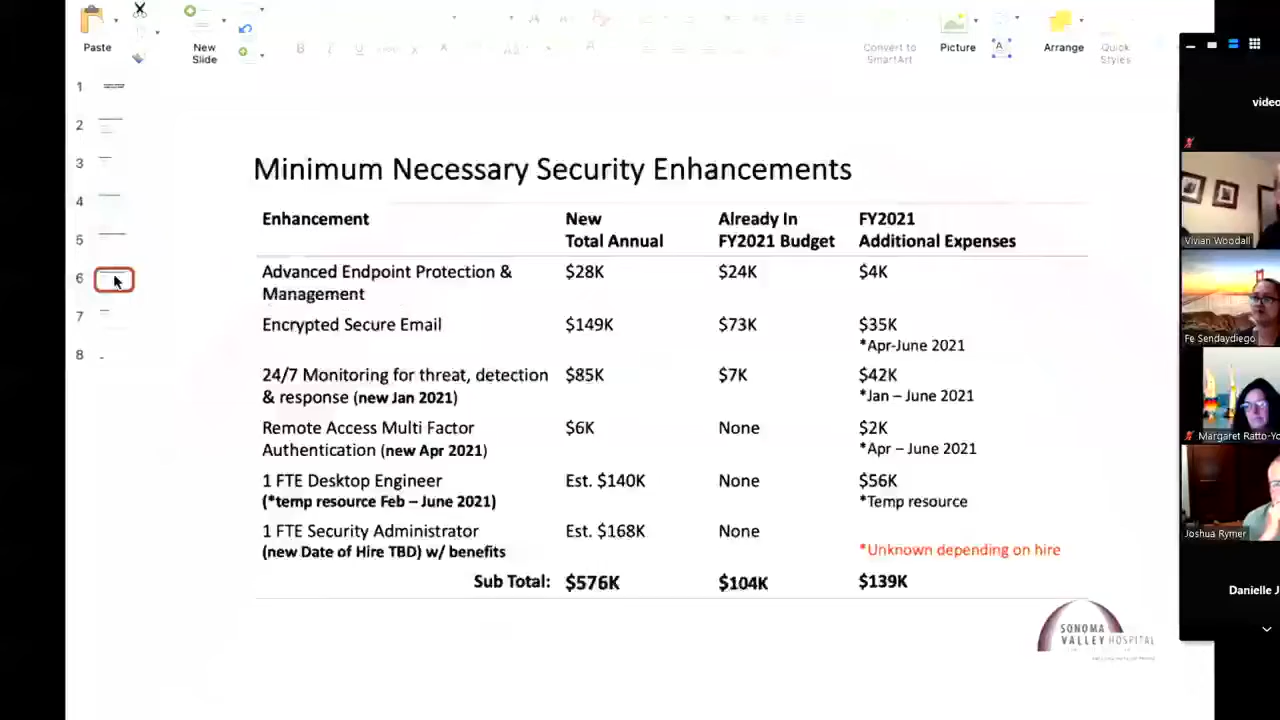 Paste
New
Slide
Convert to
SmartArt
Picture
A
Arrange
Quick
Styles
1
2
3
4
5
6
7
8
Minimum Necessary Security Enhancements
Enhancement New Already In FY2021
Total Annual FY2021 Budget Additional Expenses
Advanced Endpoint Protection & $28K $24K $4K
Management
Encrypted Secure Email $149K $73K $35K
*Apr-June 2021
24/7 Monitoring for threat, detection $85K $7K $42K
& response (new Jan 2021) *Jan – June 2021
Remote Access Multi Factor $6K None $2K
Authentication (new Apr 2021) *Apr – June 2021
1 FTE Desktop Engineer Est. $140K None $56K
(*temp resource Feb – June 2021) *Temp resource
1 FTE Security Administrator Est. $168K None
(new Date of Hire TBD) w/ benefits *Unknown depending on hire
Sub Total: $576K $104K $139K
SONOMA
VALLEY HOSPITAL
video
Vivian Woodall
Fe Sendaydiego
Margaret Ratto-Yo
Joshua Rymer
Danielle J